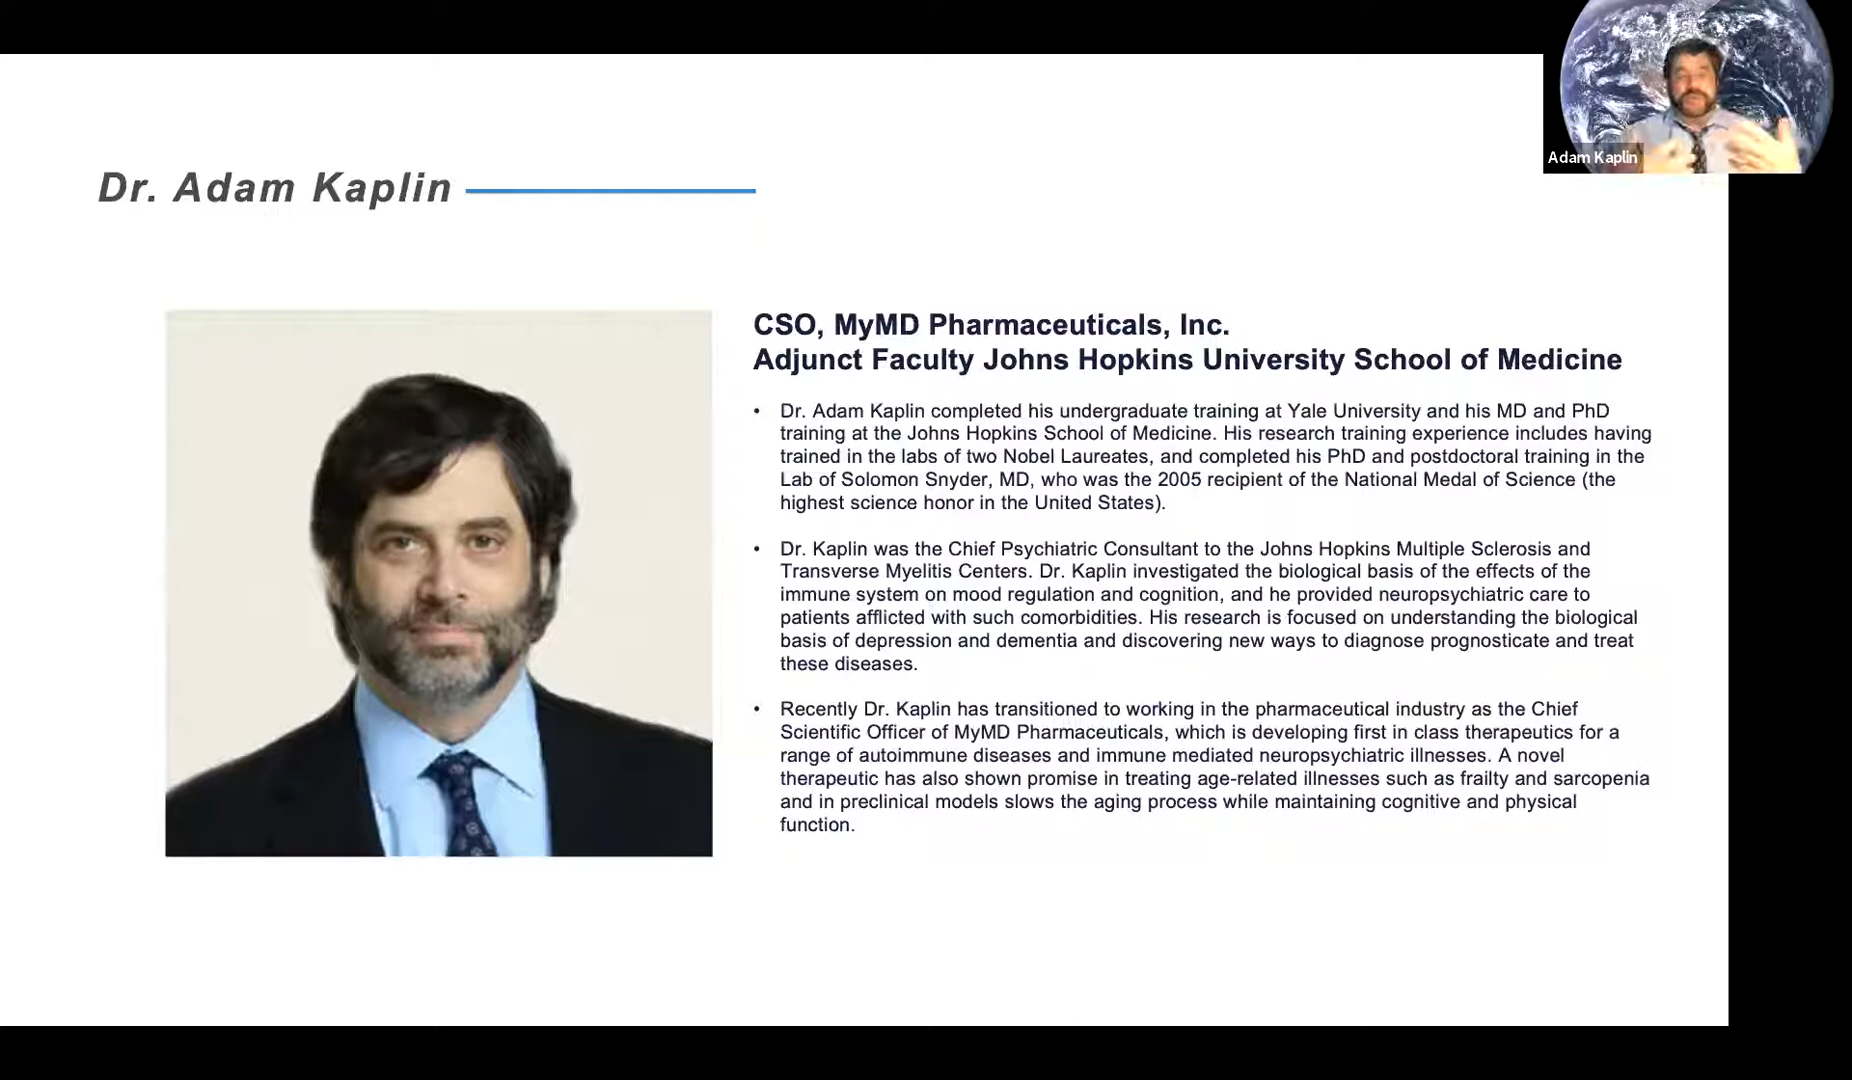 Adam Kaplin
Dr. Adam Kaplin
CSO, MyMD Pharmaceuticals, Inc.
Adjunct Faculty Johns Hopkins University School of Medicine
• Dr. Adam Kaplin completed his undergraduate training at Yale University and his MD and PhD
training at the Johns Hopkins School of Medicine. His research training experience includes having
trained in the labs of two Nobel Laureates, and completed his PhD and postdoctoral training in the
Lab of Solomon Snyder, MD, who was the 2005 recipient of the National Medal of Science (the
highest science honor in the United States).
• Dr. Kaplin was the Chief Psychiatric Consultant to the Johns Hopkins Multiple Sclerosis and
Transverse Myelitis Centers. Dr. Kaplin investigated the biological basis of the effects of the
immune system on mood regulation and cognition, and he provided neuropsychiatric care to
patients afflicted with such comorbidities. His research is focused on understanding the biological
basis of depression and dementia and discovering new ways to diagnose prognosticate and treat
these diseases.
• Recently Dr. Kaplin has transitioned to working in the pharmaceutical industry as the Chief
Scientific Officer of MyMD Pharmaceuticals, which is developing first in class therapeutics for a
range of autoimmune diseases and immune mediated neuropsychiatric illnesses. A novel
therapeutic has also shown promise in treating age-related illnesses such as frailty and sarcopenia
and in preclinical models slows the aging process while maintaining cognitive and physical
function.